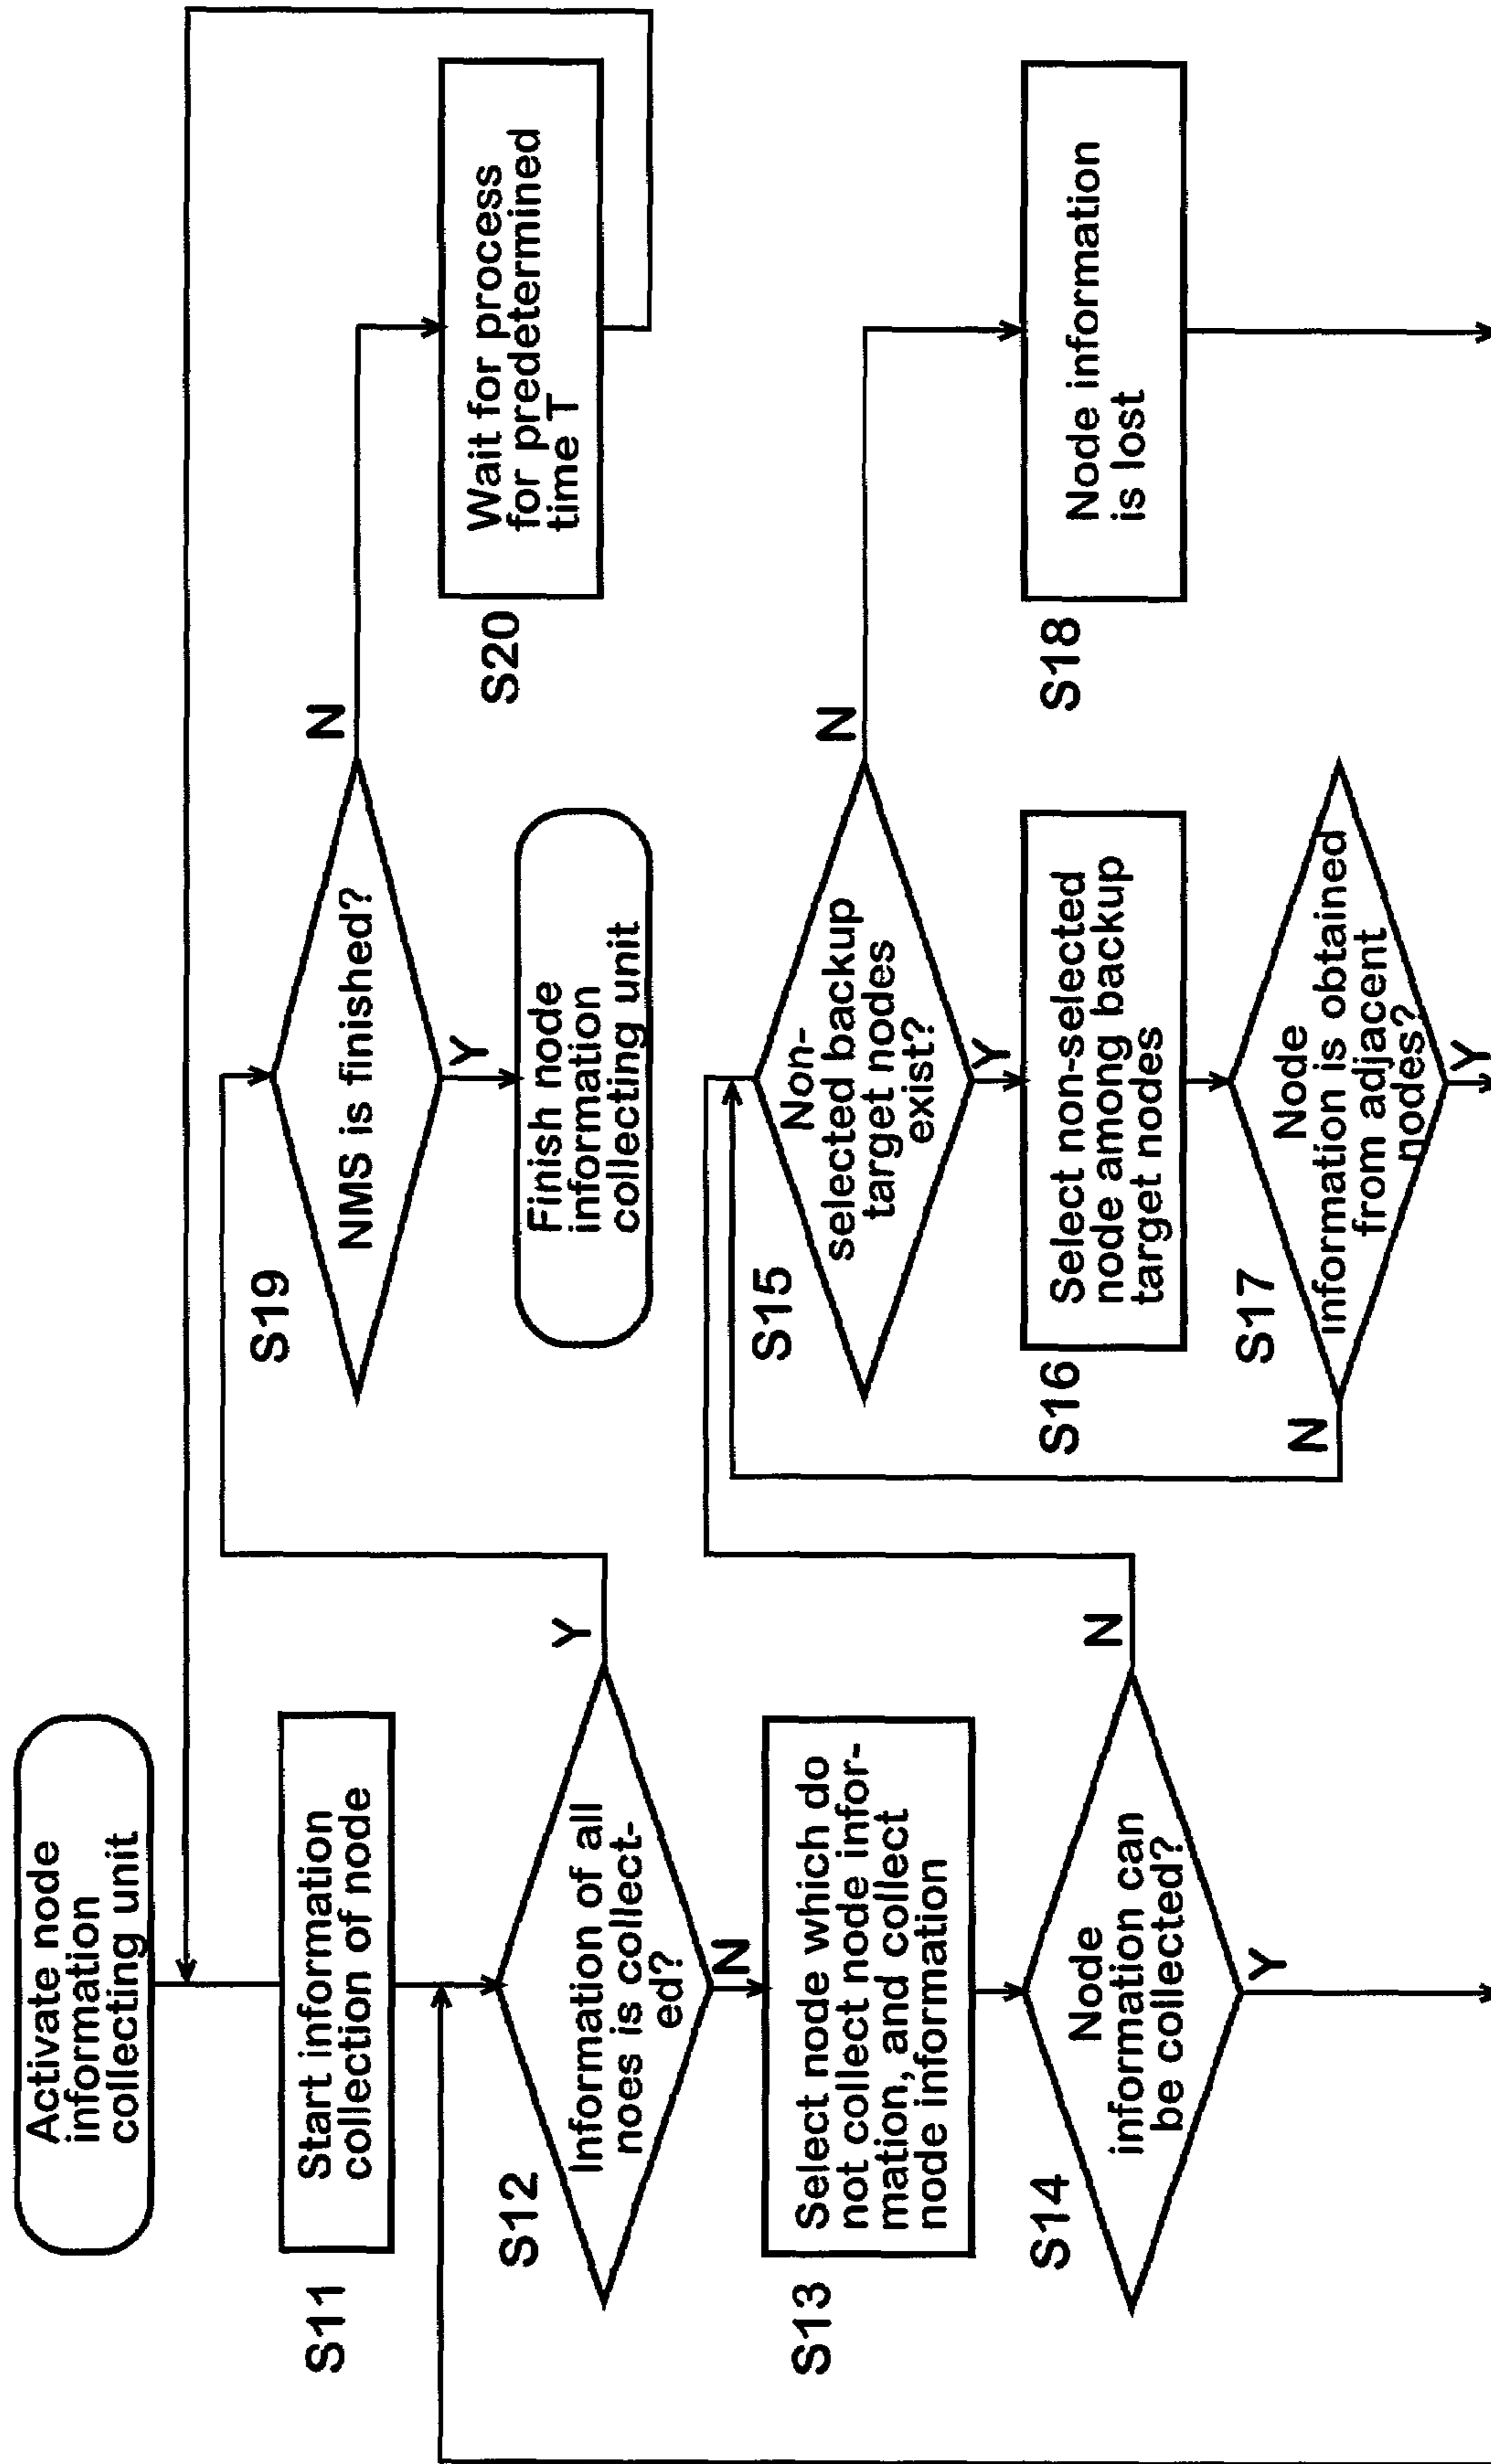 Activate node
information
collecting unit
S11
Start information
collection of node
S12
Information of all
noes is collect-
ed?
Y
N
S13
Select node which do
not collect node infor-
mation, and collect
node information
S14
Node
information can
be collected?
N
Y
S19
NMS is finished?
N
Y
Finish node
information
collecting unit
S20
Wait for process
for predetermined
time T
S15
Non-
selected backup
target nodes
exist?
N
Y
S16
Select non-selected
node among backup
target nodes
S17
Node
information is obtained
from adjacent
nodes?
N
Y
S18
Node information
is lost